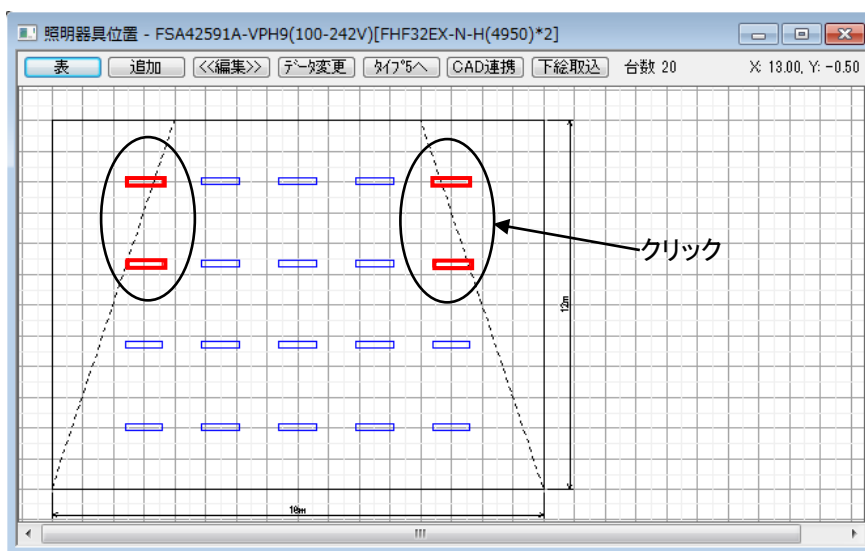 照明器具位置 - FSA42591A-VPH9(100-242V)[FHF32EX-N-H(4950)*2]
表 追加 <<編集>> ﾃﾞｰﾀ変更 ﾀｲﾌﾟ5へ CAD連携 下絵取込 台数 20 X: 13.00, Y: -0.50
クリック
12m
16m